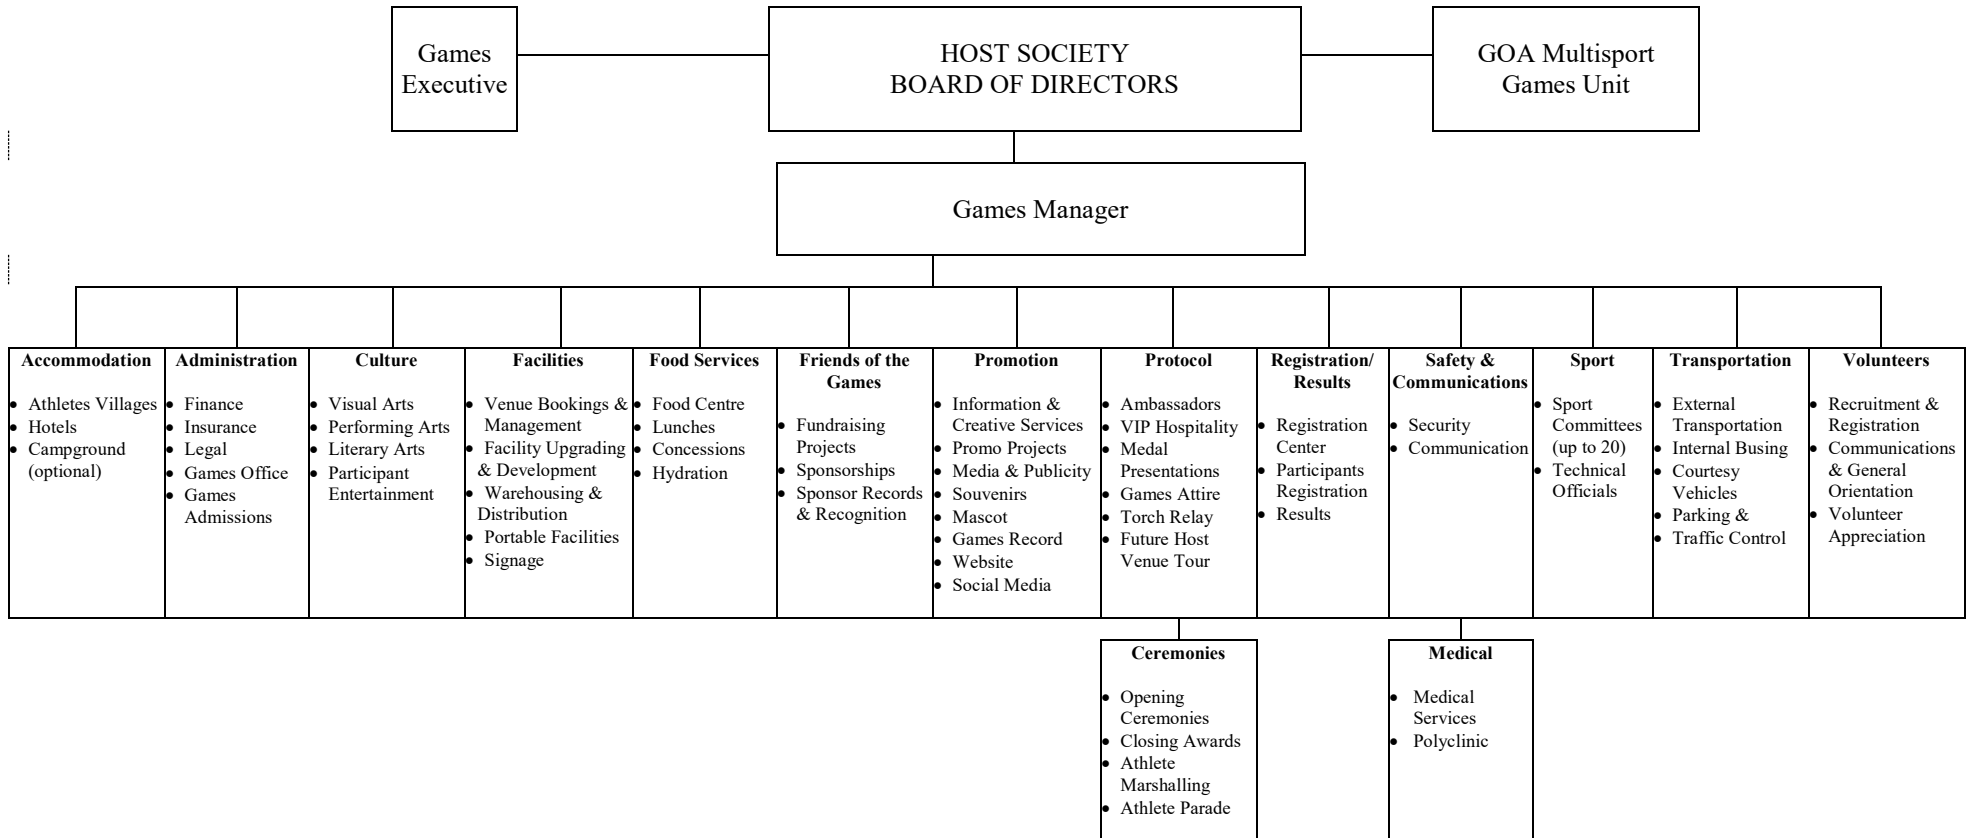 Games
Executive
HOST SOCIETY
BOARD OF DIRECTORS
GOA Multisport
Games Unit
Games Manager
Accommodation
• Athletes Villages
• Hotels
• Campground
(optional)
Administration
• Finance
• Insurance
• Legal
• Games Office
• Games
Admissions
Culture
• Visual Arts
• Performing Arts
• Literary Arts
• Participant
Entertainment
Facilities
• Venue Bookings &
Management
• Facility Upgrading
& Development
• Warehousing &
Distribution
• Portable Facilities
• Signage
Food Services
• Food Centre
• Lunches
• Concessions
• Hydration
Friends of the
Games
• Fundraising
Projects
• Sponsorships
• Sponsor Records
& Recognition
Promotion
• Information &
Creative Services
• Promo Projects
• Media & Publicity
• Souvenirs
• Mascot
• Games Record
• Website
• Social Media
Protocol
• Ambassadors
• VIP Hospitality
• Medal
Presentations
• Games Attire
• Torch Relay
• Future Host
Venue Tour
Registration/
Results
• Registration
Center
• Participants
Registration
• Results
Safety &
Communications
• Security
• Communication
Sport
• Sport
Committees
(up to 20)
• Technical
Officials
Transportation
• External
Transportation
• Internal Busing
• Courtesy
Vehicles
• Parking &
• Traffic Control
Volunteers
• Recruitment &
Registration
• Communications
& General
Orientation
• Volunteer
Appreciation
Ceremonies
• Opening
Ceremonies
• Closing Awards
• Athlete
Marshalling
• Athlete Parade
Medical
• Medical
Services
• Polyclinic